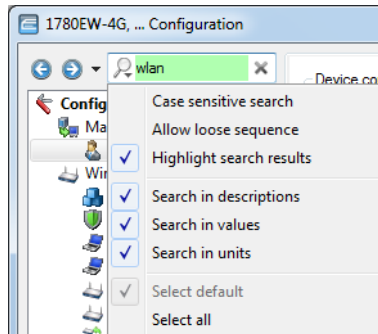 1780EW-4G, ... Configuration
wlan
Device co
Config
Ma
Wir
Case sensitive search
Allow loose sequence
Highlight search results
Search in descriptions
Search in values
Search in units
Select default
Select all